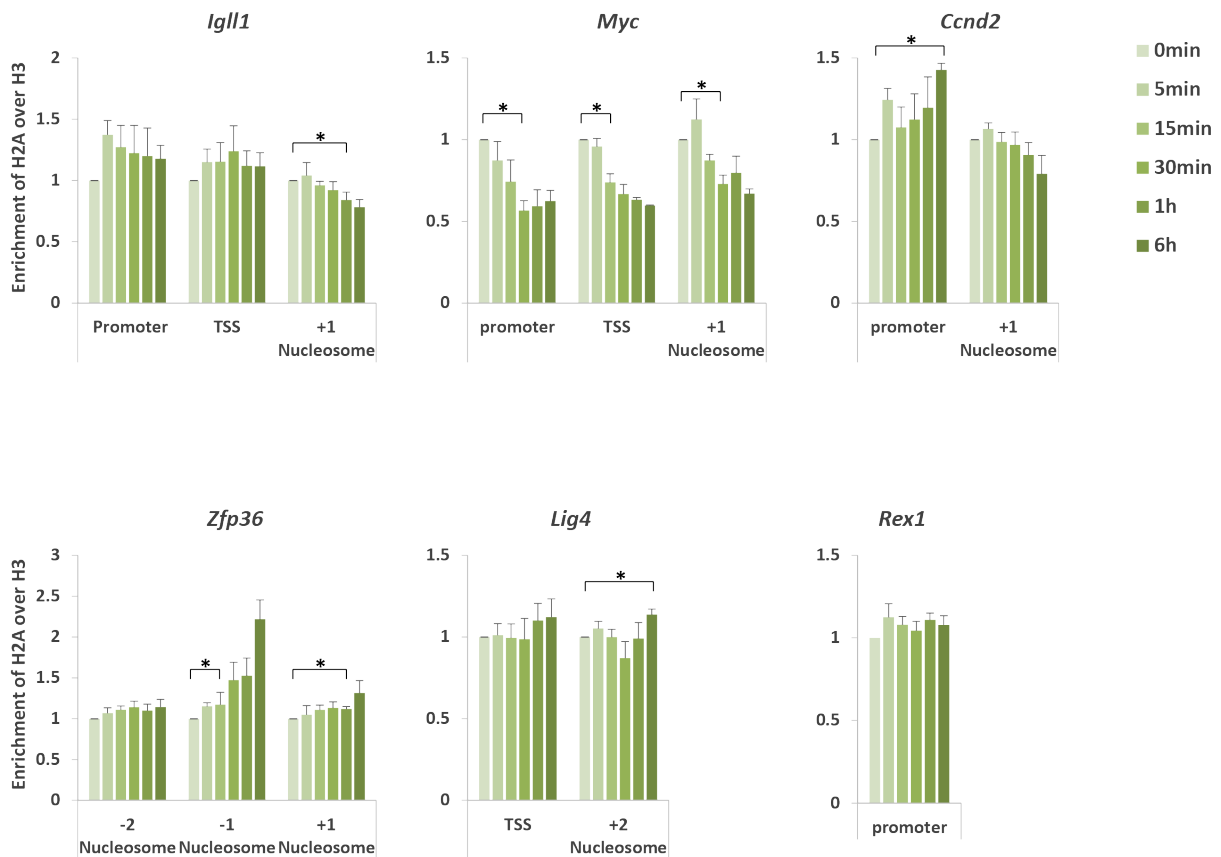 Igll1
Myc
Ccnd2
Enrichment of H2A over H3
2
1.5
1
0.5
0
*
Promoter
TSS
+1
Nucleosome
1.5
1
0.5
0
*
*
*
promoter
TSS
+1
Nucleosome
1.5
1
0.5
0
*
promoter
+1
Nucleosome
0min
5min
15min
30min
1h
6h
Zfp36
Lig4
Rex1
Enrichment of H2A over H3
3
2.5
2
1.5
1
0.5
0
*
*
-2
Nucleosome
-1
Nucleosome
+1
Nucleosome
1.5
1
0.5
0
*
TSS
+2
Nucleosome
1.5
1
0.5
0
promoter